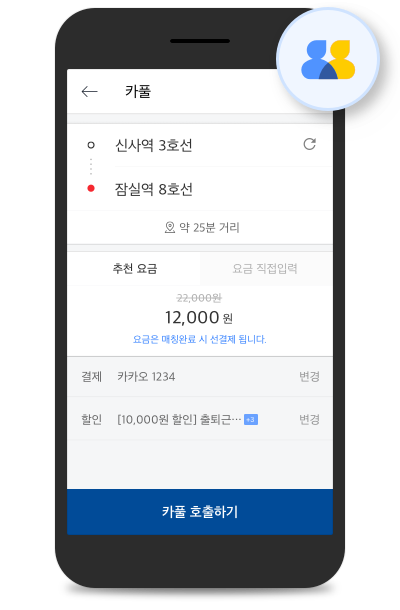 카풀
신사역 3호선
잠실역 8호선
약 25분 거리
추천 요금 요금 직접입력
22,000원
12,000 원
요금은 매칭완료 시 선결제 됩니다.
결제 카카오 1234 변경
할인 [10,000원 할인] 출퇴근… +3 변경
카풀 호출하기